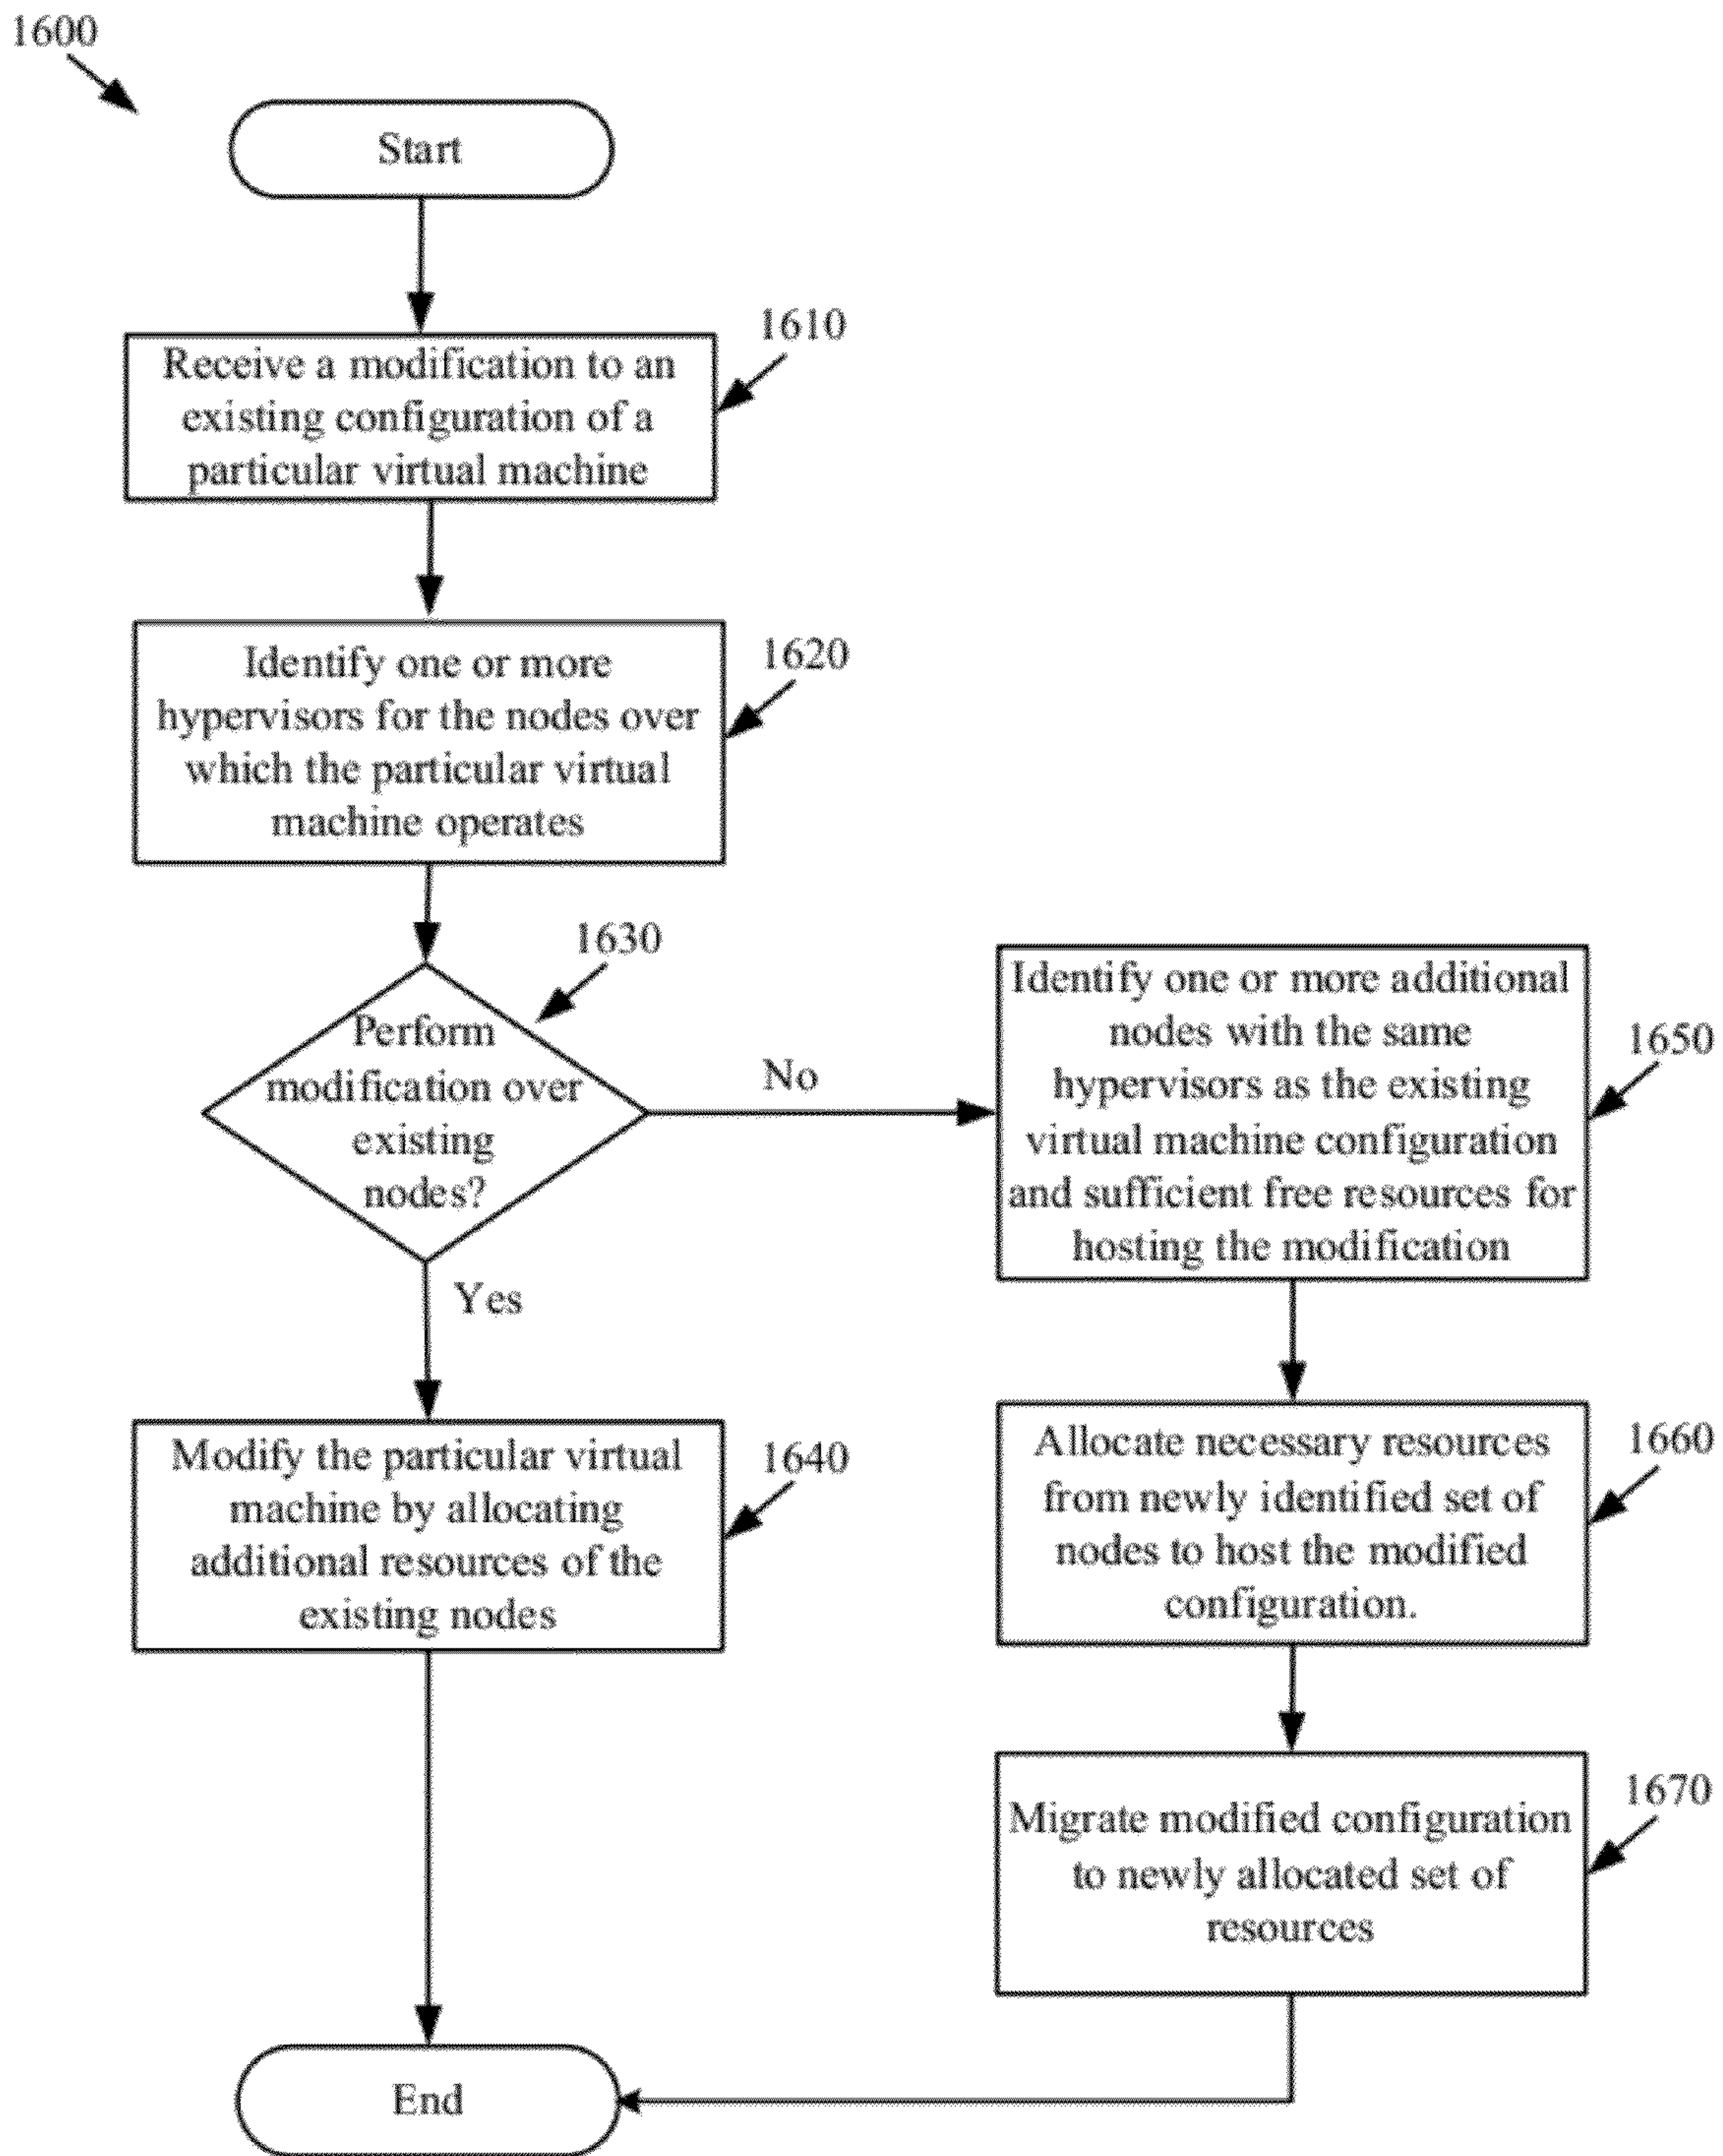 1600
Start
1610
Receive a modification to an
existing configuration of a
particular virtual machine
1620
Identify one or more
hypervisors for the nodes over
which the particular virtual
machine operates
1630
Perform
modification over
existing
nodes?
No
Yes
1640
Modify the particular virtual
machine by allocating
additional resources of the
existing nodes
1650
Identify one or more additional
nodes with the same
hypervisors as the existing
virtual machine configuration
and sufficient free resources for
hosting the modification
1660
Allocate necessary resources
from newly identified set of
nodes to host the modified
configuration.
1670
Migrate modified configuration
to newly allocated set of
resources
End